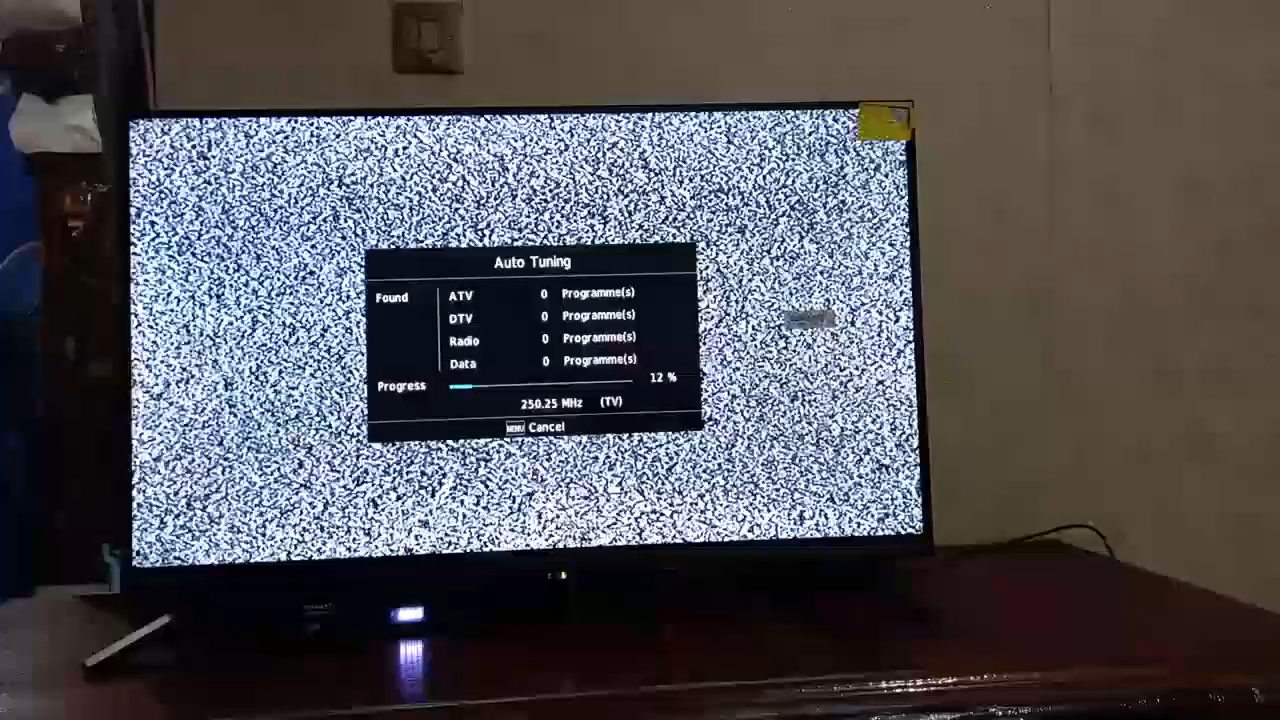 Auto Tuning
Found ATV 0 Programme(s)
DTV 0 Programme(s)
Radio 0 Programme(s)
Data 0 Programme(s)
Progress 12 %
250.25 MHz (TV)
MENU Cancel